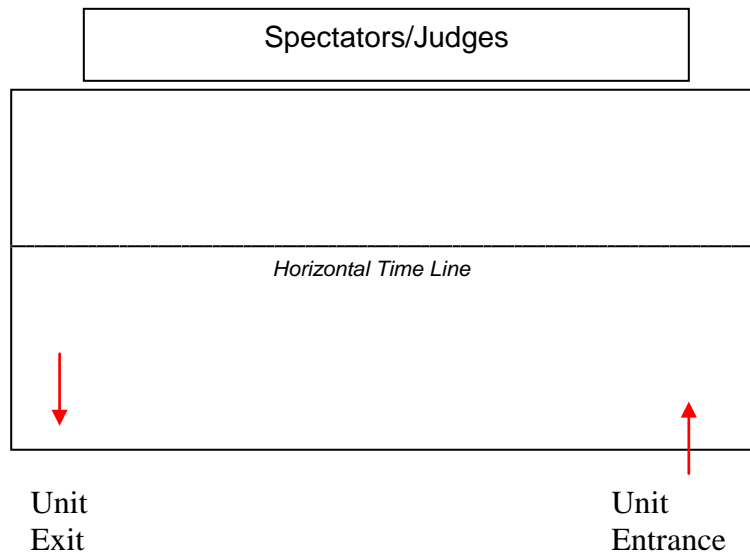 Spectators/Judges
Horizontal Time Line
Unit
Exit
Unit
Entrance